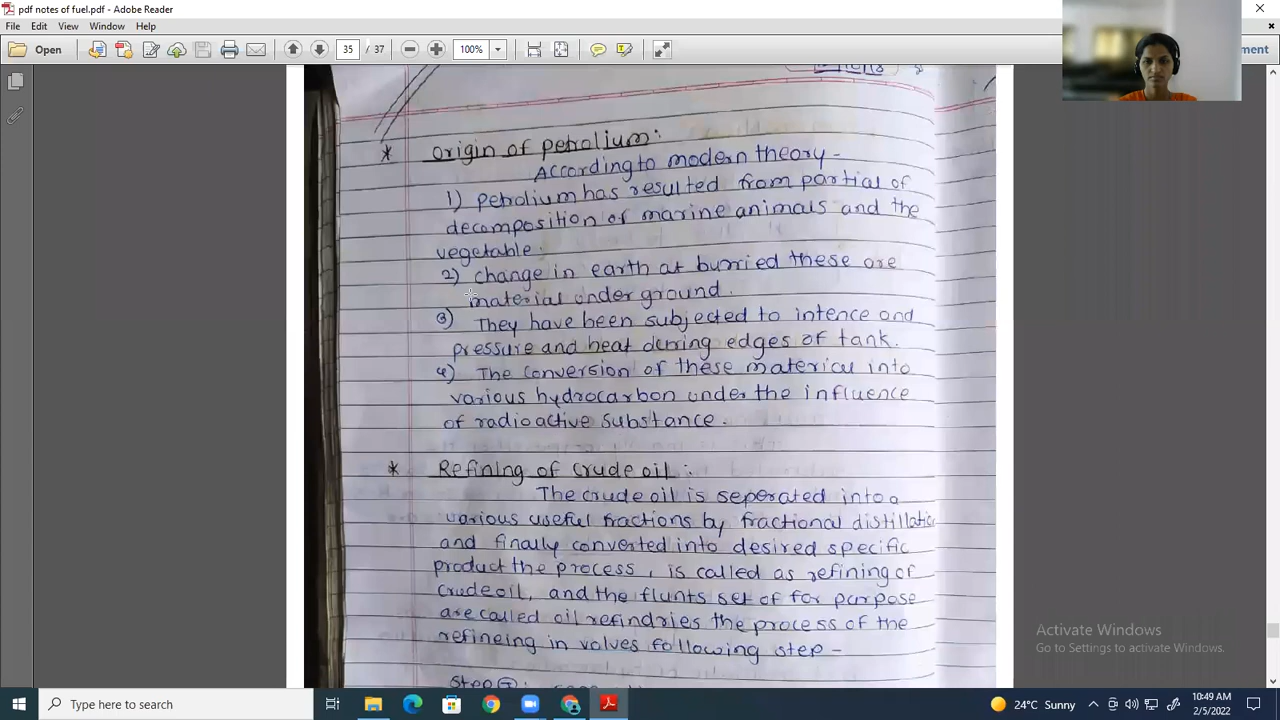 pdf notes of fuel.pdf - Adobe Reader
File Edit View Window Help
Open 35 / 37 100% ment
* Origin of petrolium:
According to modern theory -
1) petrolium has resulted from partial of
decomposition of marine animals and the
vegetable.
2) change in earth at burried these are
material under ground.
3) They have been subjected to intence and
pressure and heat dering edges of tank.
4) The conversion of these material into
various hydrocarbon under the influence
of radioactive substance.
* Refining of crude oil :
The crude oil is seperated into a
various useful fractions by fractional distillatio
and finally converted into desired specific
product the process, is called as refining of
crude oil, and the flunts set of for purpose
are called oil refindries the process of the
refineing in volves following step -
Step
Activate Windows
Go to Settings to activate Windows.
Type here to search
24°C Sunny
10:49 AM
2/5/2022